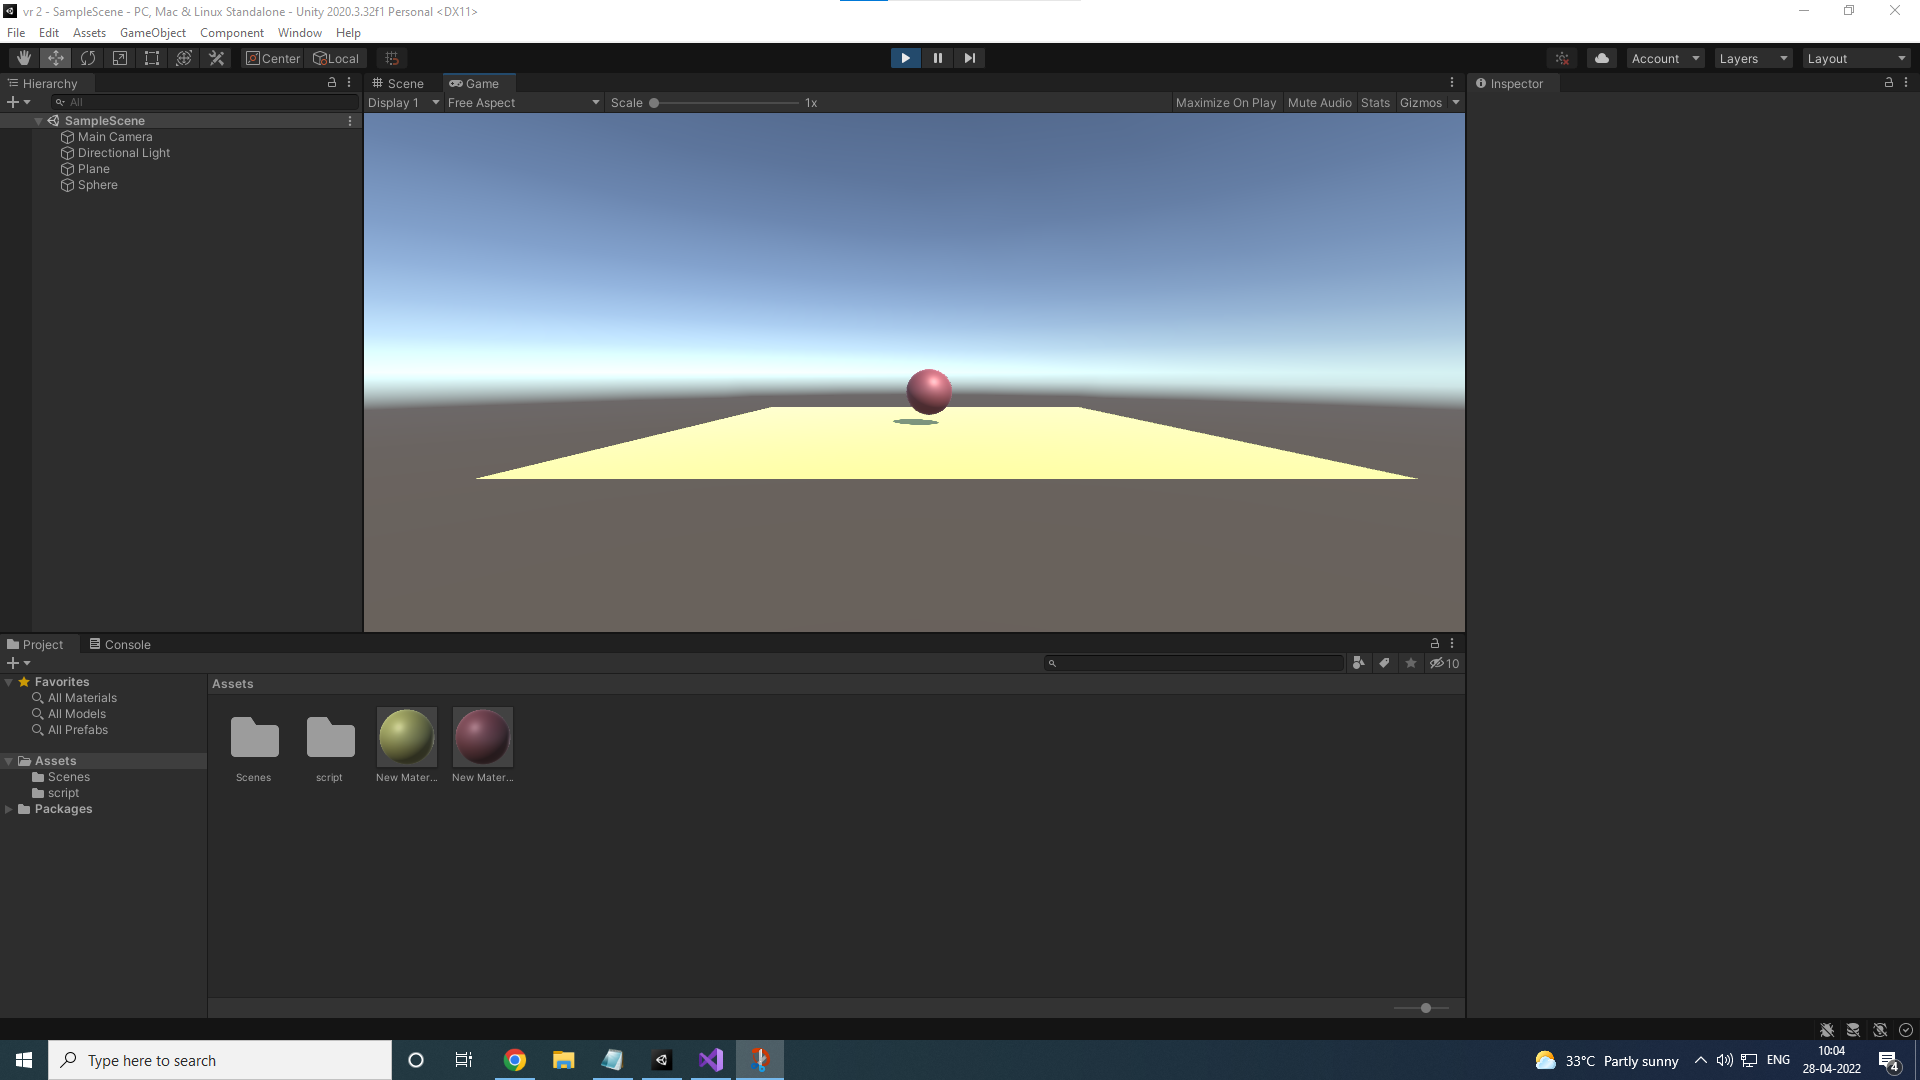 vr 2 - SampleScene - PC, Mac & Linux Standalone - Unity 2020.3.32f1 Personal <DX11>
File Edit Assets GameObject Component Window Help
Center Local Account Layers Layout
Hierarchy
All
SampleScene
Main Camera
Directional Light
Plane
Sphere
Scene Game
Display 1 Free Aspect Scale 1x Maximize On Play Mute Audio Stats Gizmos
Inspector
Project Console
10
Favorites
All Materials
All Models
All Prefabs
Assets
Scenes
script
Packages
Assets
Scenes script New Mater... New Mater...
Type here to search
33°C Partly sunny ENG
10:04
28-04-2022
4